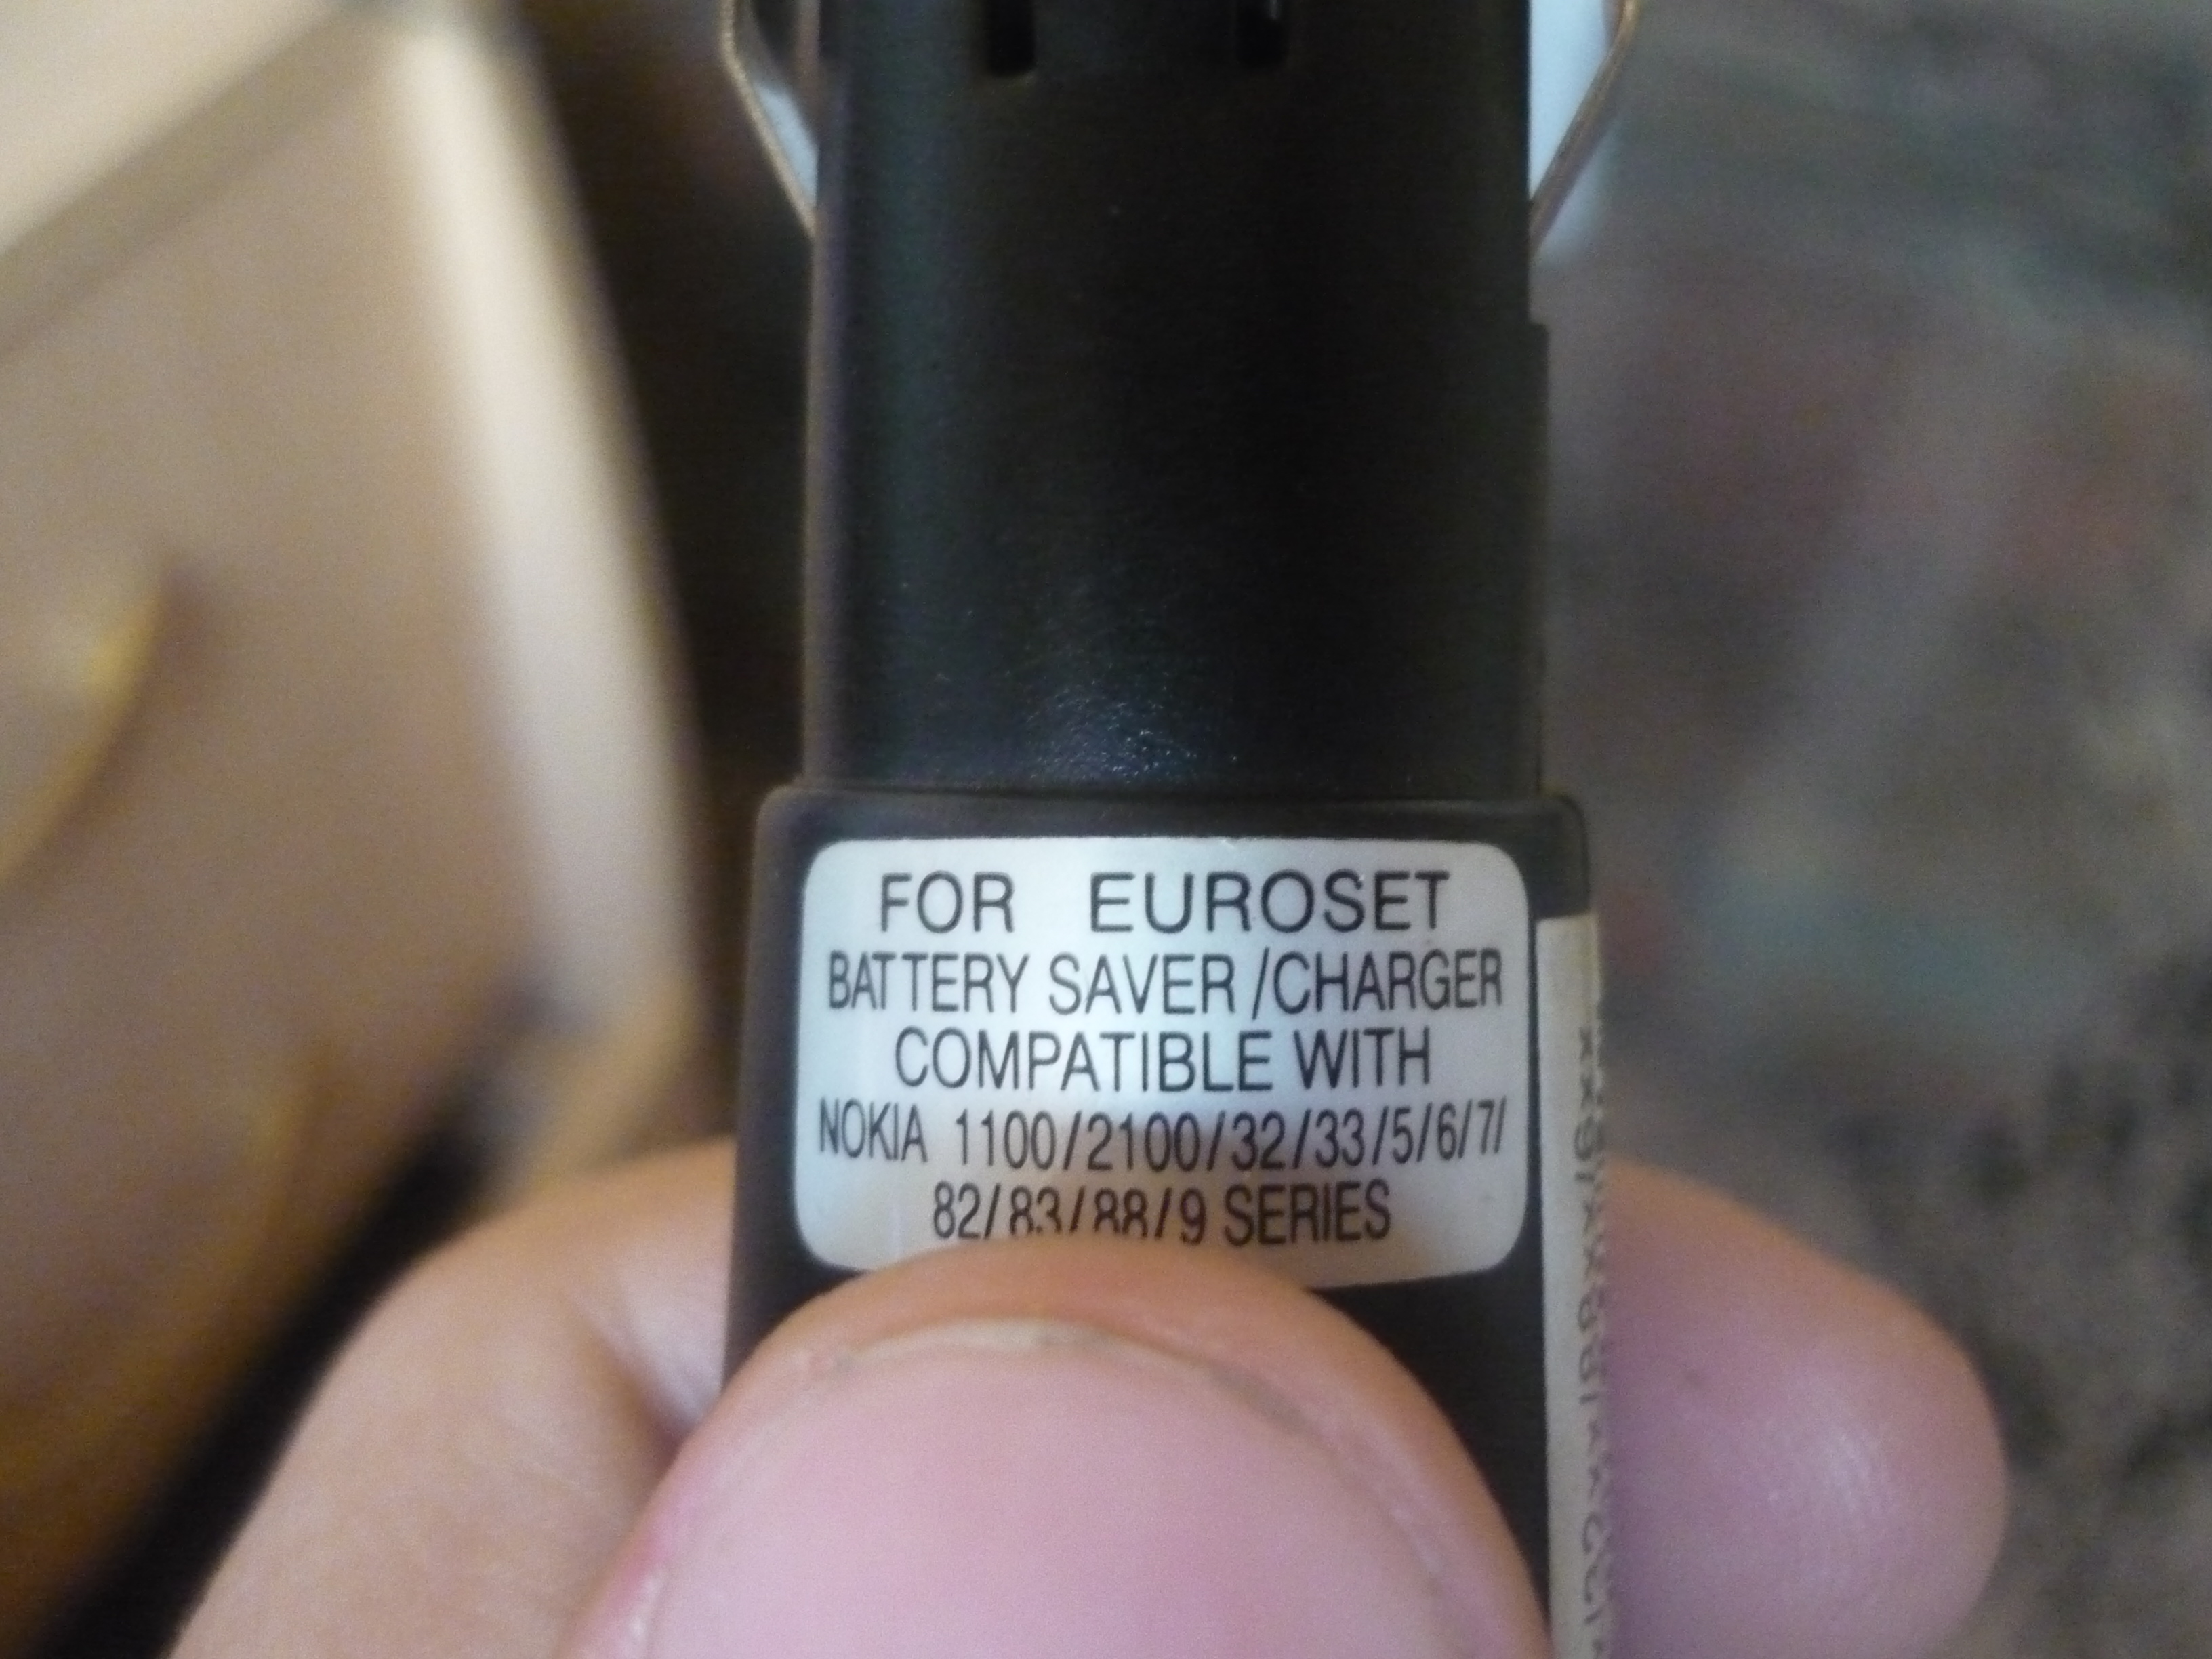 FOR EUROSET
BATTERY SAVER /CHARGER
COMPATIBLE WITH
NOKIA 1100/2100/32/33/5/6/7/
82/83/88/9 SERIES